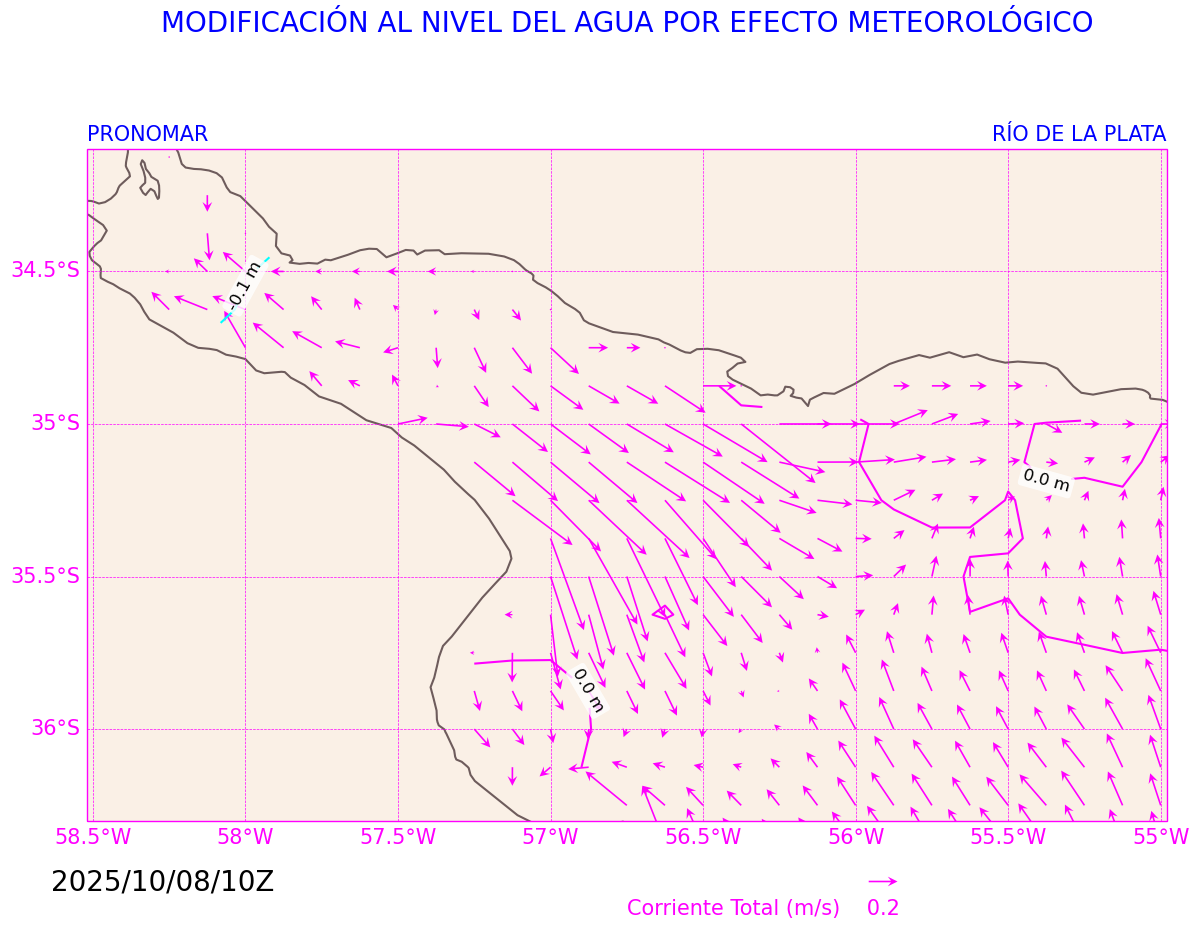 MODIFICACIÓN AL NIVEL DEL AGUA POR EFECTO METEOROLÓGICO
PRONOMAR
RÍO DE LA PLATA
-0.1 m
34.5°S
35°S
0.0 m
35.5°S
0.0 m
36°S
58.5°W 58°W 57.5°W 57°W 56.5°W 56°W 55.5°W 55°W
2025/10/08/10Z
Corriente Total (m/s) 0.2